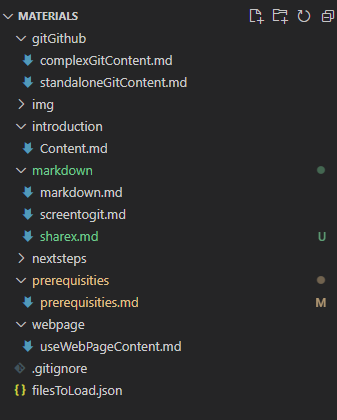 MATERIALS
gitGithub
complexGitContent.md
standaloneGitContent.md
img
introduction
Content.md
markdown
markdown.md
screentogit.md
sharex.md U
nextsteps
prerequisities
prerequisities.md M
webpage
useWebPageContent.md
.gitignore
{} filesToLoad.json